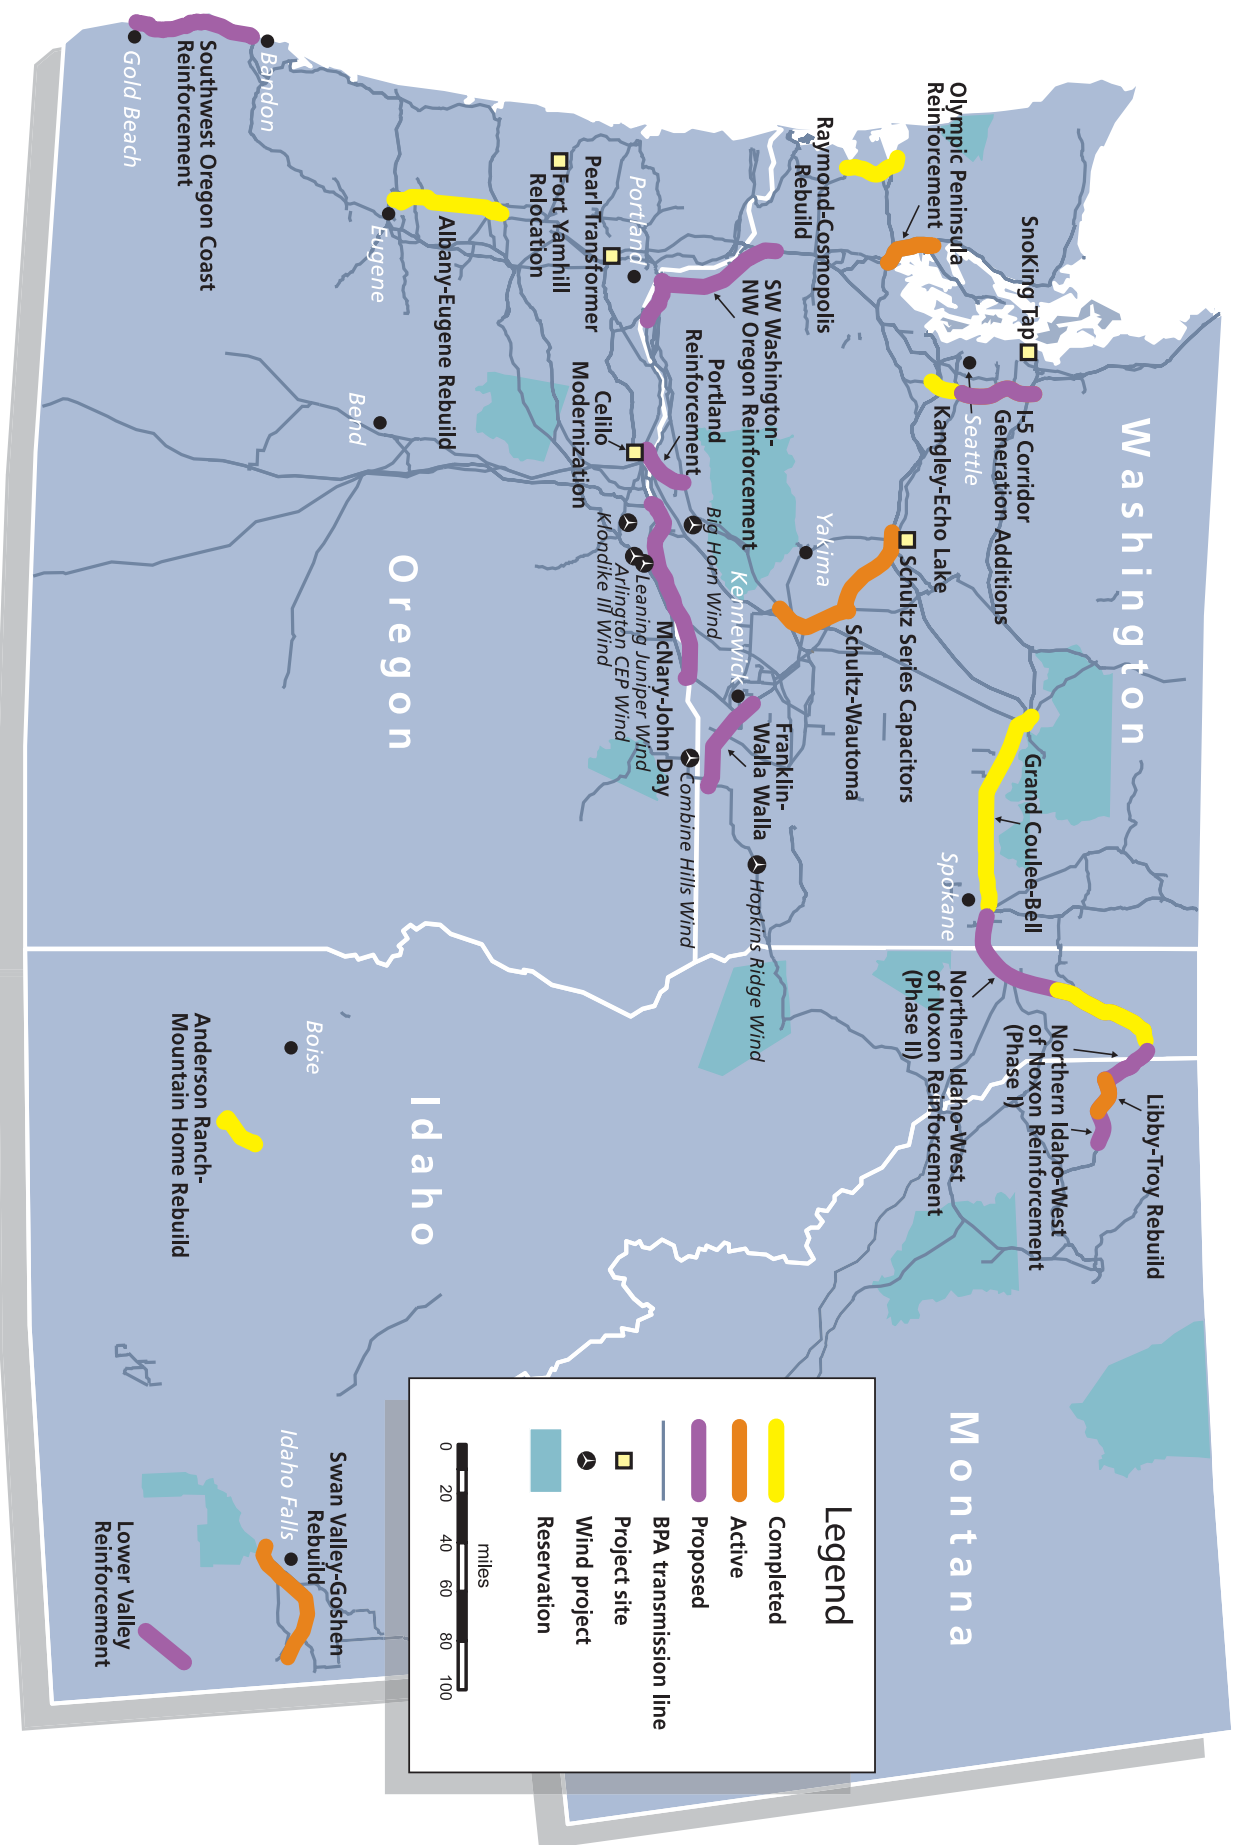 Washington
Oregon
Idaho
Montana
Olympic Peninsula
Reinforcement
SnoKing Tap
Raymond-Cosmopolis
Rebuild
I-5 Corridor
Generation Additions
Seattle
Kangley-Echo Lake
SW Washington-
NW Oregon Reinforcement
Portland
Reinforcement
Portland
Pearl Transformer
Fort Yamhill
Relocation
Celilo
Modernization
Albany-Eugene Rebuild
Eugene
Bend
Bandon
Gold Beach
Southwest Oregon Coast
Reinforcement
Yakima
Kennewick
Big Horn Wind
Klondike III Wind
Arlington CEP Wind
Leaning Juniper Wind
McNary-John Day
Combine Hills Wind
Hopkins Ridge Wind
Franklin-
Walla Walla
Schultz Series Capacitors
Schultz-Wautoma
Grand Coulee-Bell
Spokane
Northern Idaho-West
of Noxon Reinforcement
(Phase II)
Northern Idaho-West
of Noxon Reinforcement
(Phase I)
Libby-Troy Rebuild
Boise
Anderson Ranch-
Mountain Home Rebuild
Idaho Falls
Swan Valley-Goshen
Rebuild
Lower Valley
Reinforcement
Legend
Completed
Active
Proposed
BPA transmission line
Project site
Wind project
Reservation
miles
0 20 40 60 80 100